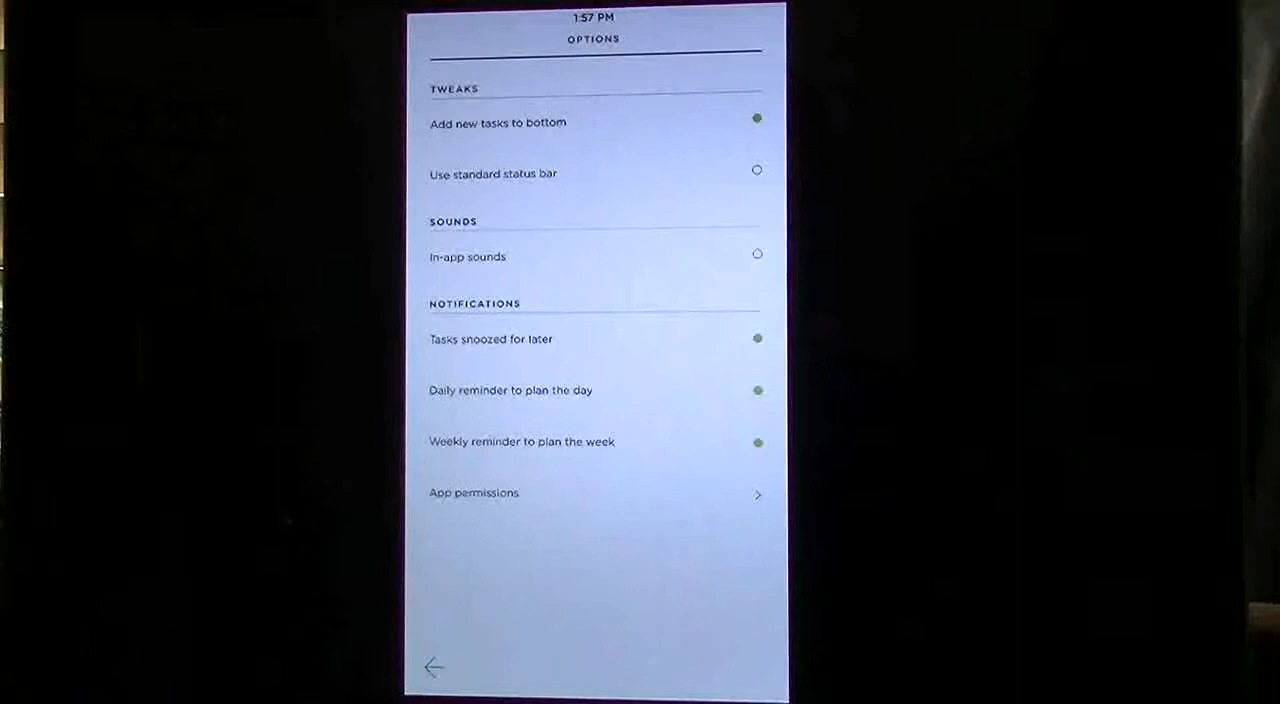 1:57 PM
OPTIONS
TWEAKS
Add new tasks to bottom
Use standard status bar
SOUNDS
In-app sounds
NOTIFICATIONS
Tasks snoozed for later
Daily reminder to plan the day
Weekly reminder to plan the week
App permissions